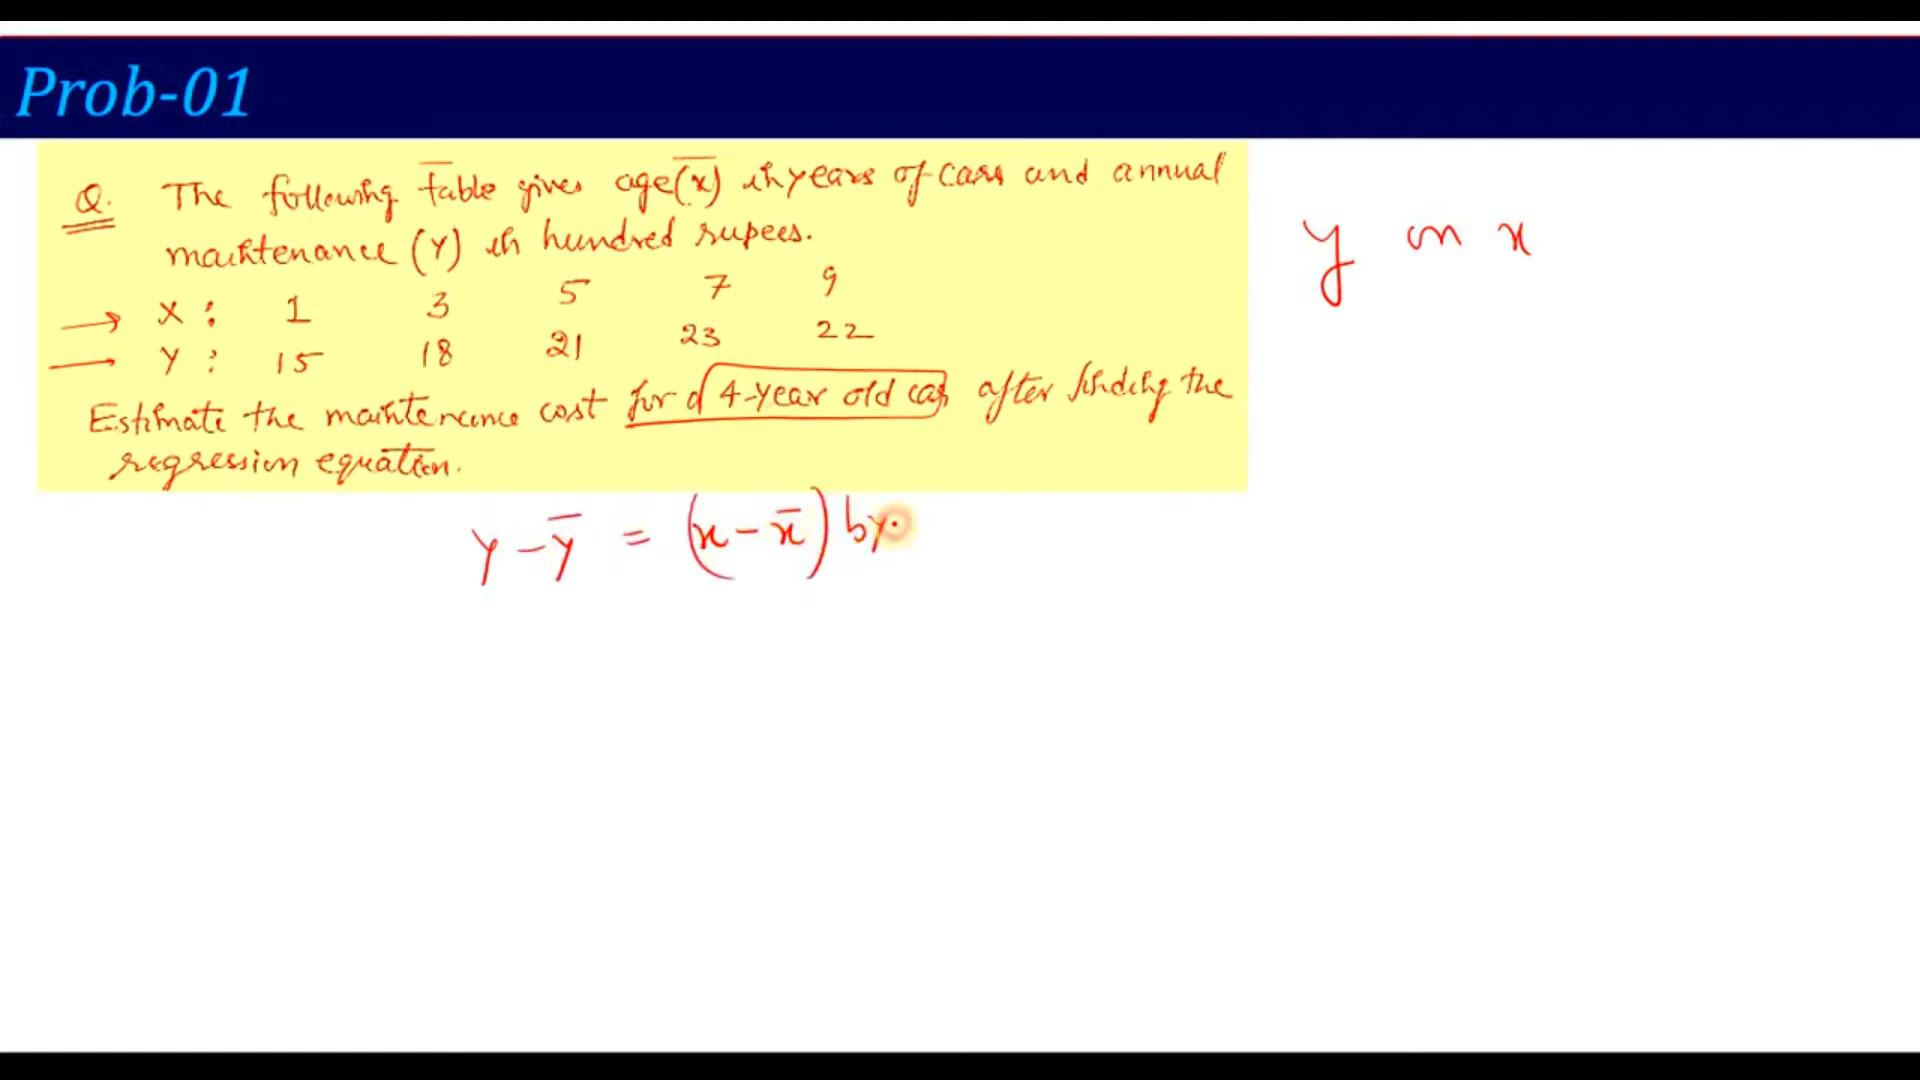 Prob-01
Q. The following table gives age (x) in years of cars and annual
maintenance (Y) in hundred rupees.
X : 1 3 5 7 9
Y : 15 18 21 23 22
Estimate the maintenance cost for a 4-year old car after finding the
regression equation.
y on x
y - ȳ = (x - x̄) by